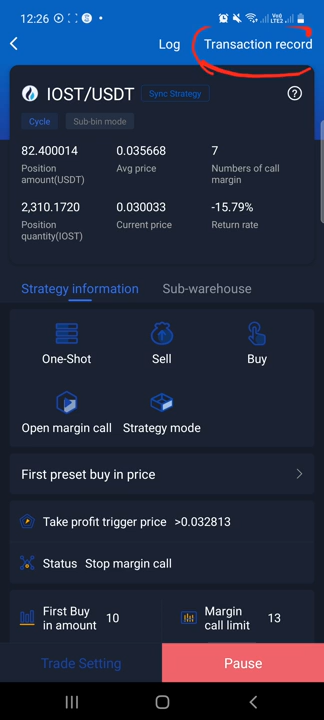 12:26
Vo)) LTE2
Log Transaction record
IOST/USDT Sync Strategy
Cycle Sub-bin mode
82.400014 0.035668 7
Position Avg price Numbers of call
amount(USDT) margin
2,310.1720 0.030033 -15.79%
Position Current price Return rate
quantity(IOST)
Strategy information Sub-warehouse
One-Shot Sell Buy
Open margin call Strategy mode
First preset buy in price
Take profit trigger price >0.032813
Status Stop margin call
First Buy Margin
in amount 10 call limit 13
Trade Setting Pause